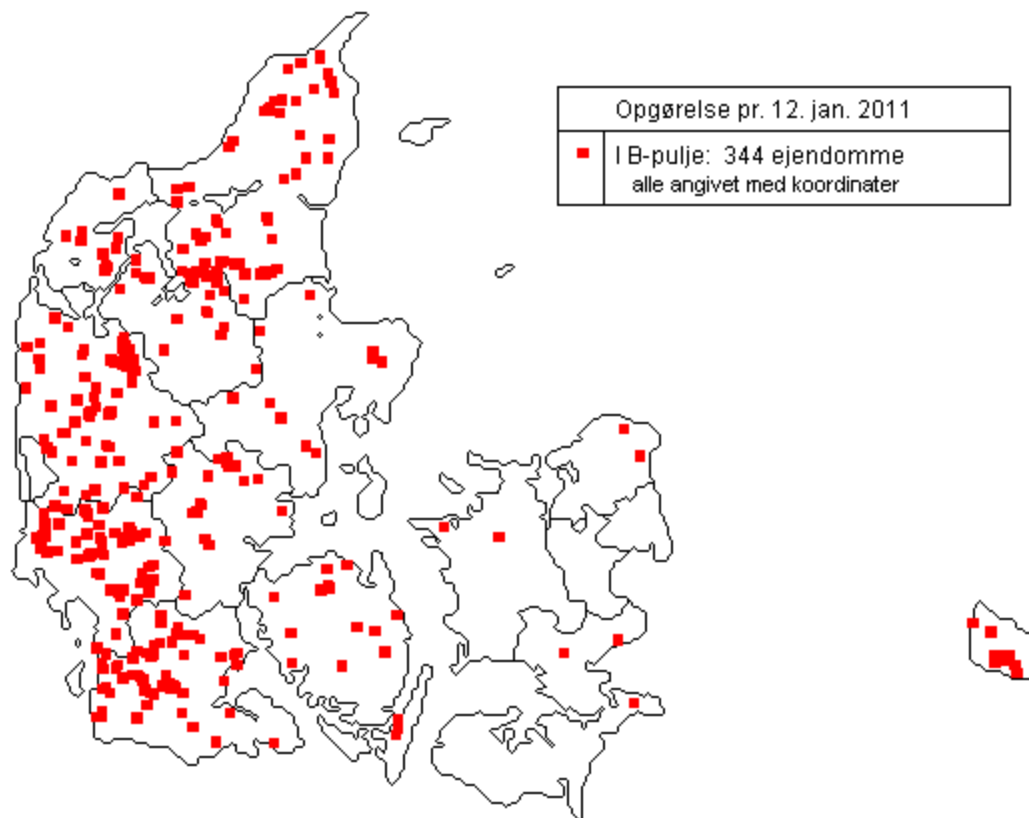 Opgørelse pr. 12. jan. 2011
I B-pulje: 344 ejendomme
alle angivet med koordinater